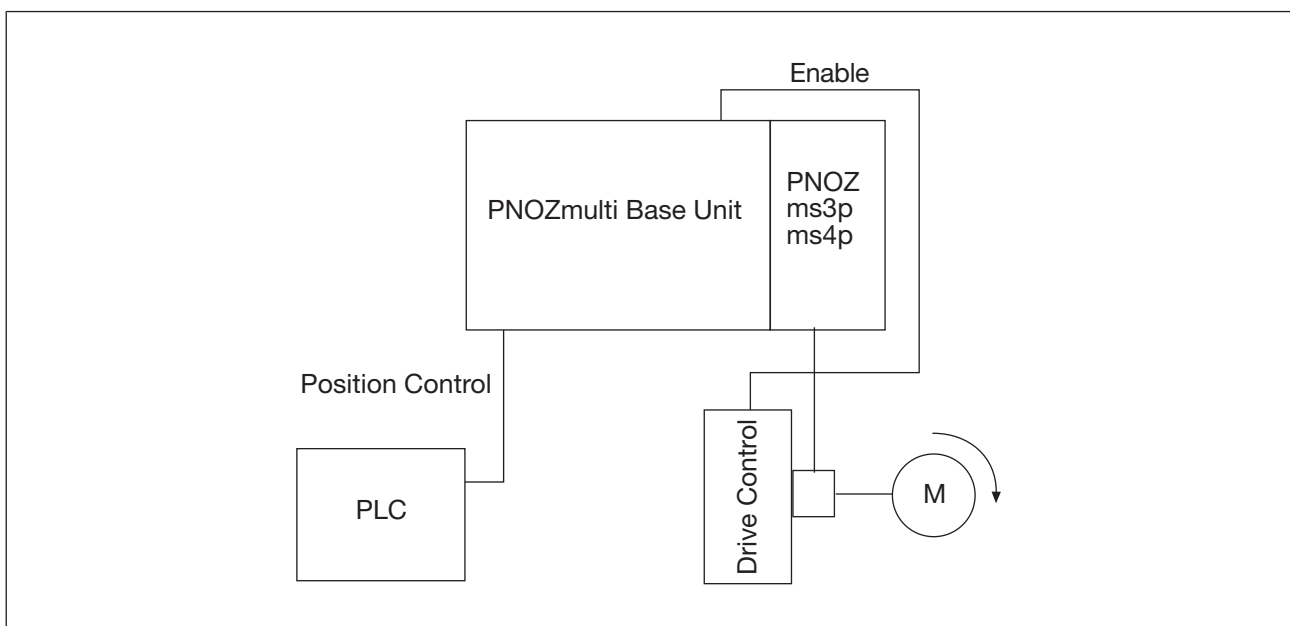 Enable
PNOZmulti Base Unit
PNOZ
ms3p
ms4p
Position Control
PLC
Drive Control
M